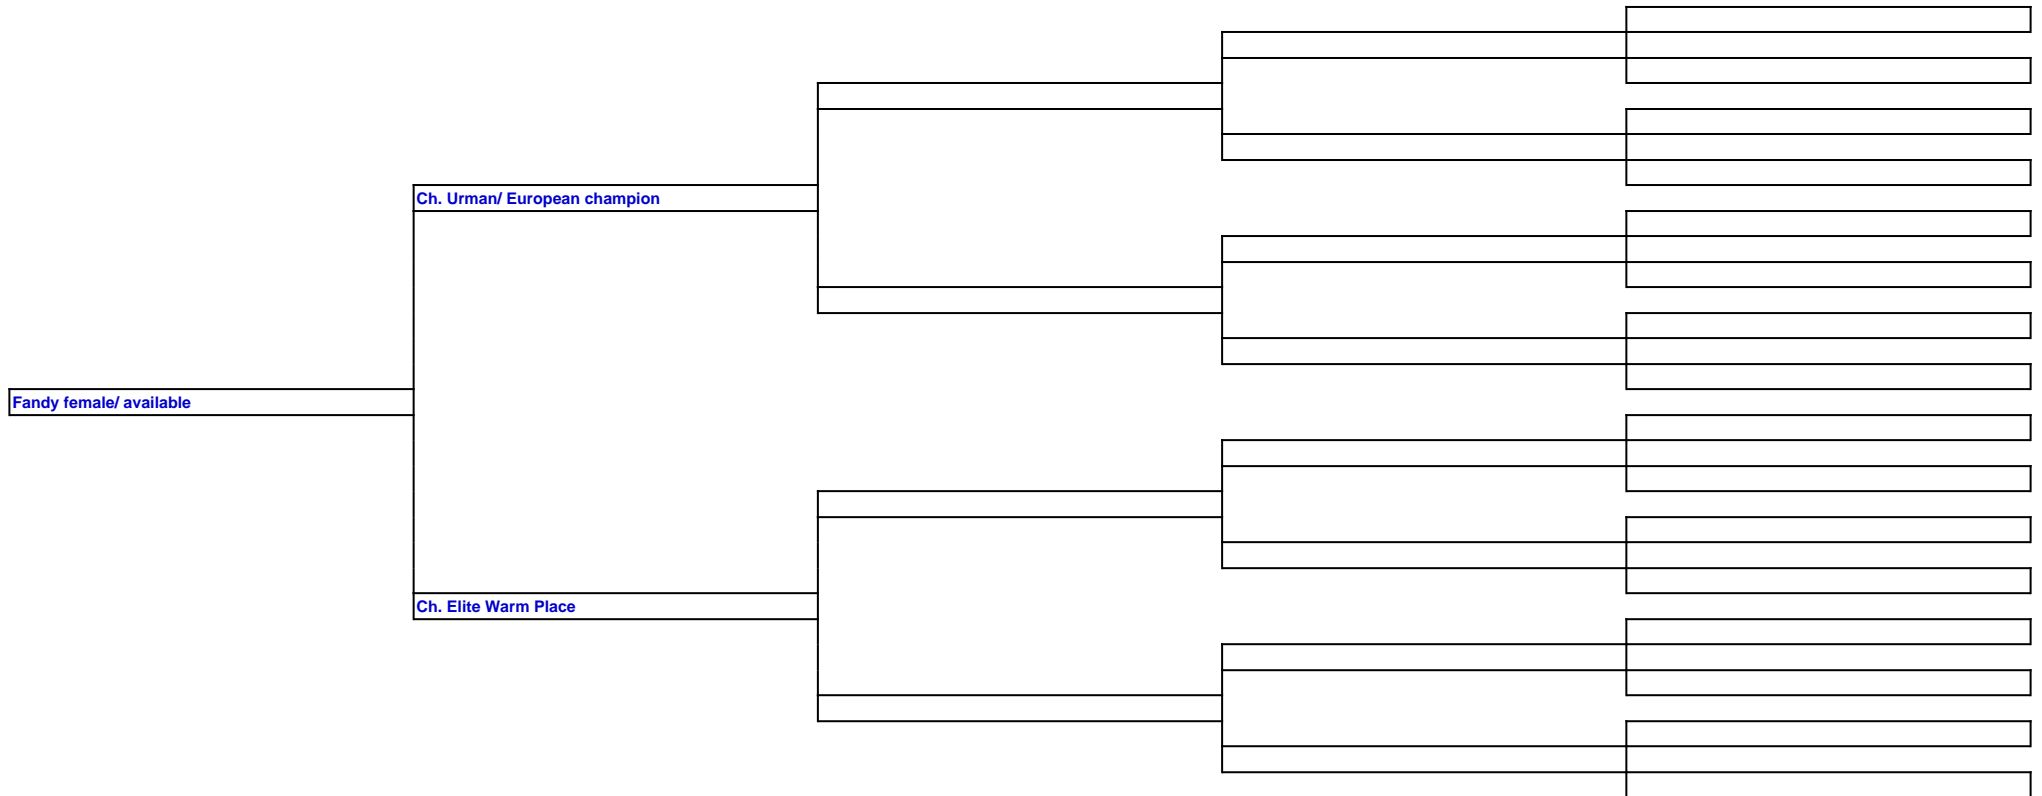 Ch. Urman/ European champion
Fandy female/ available
Ch. Elite Warm Place